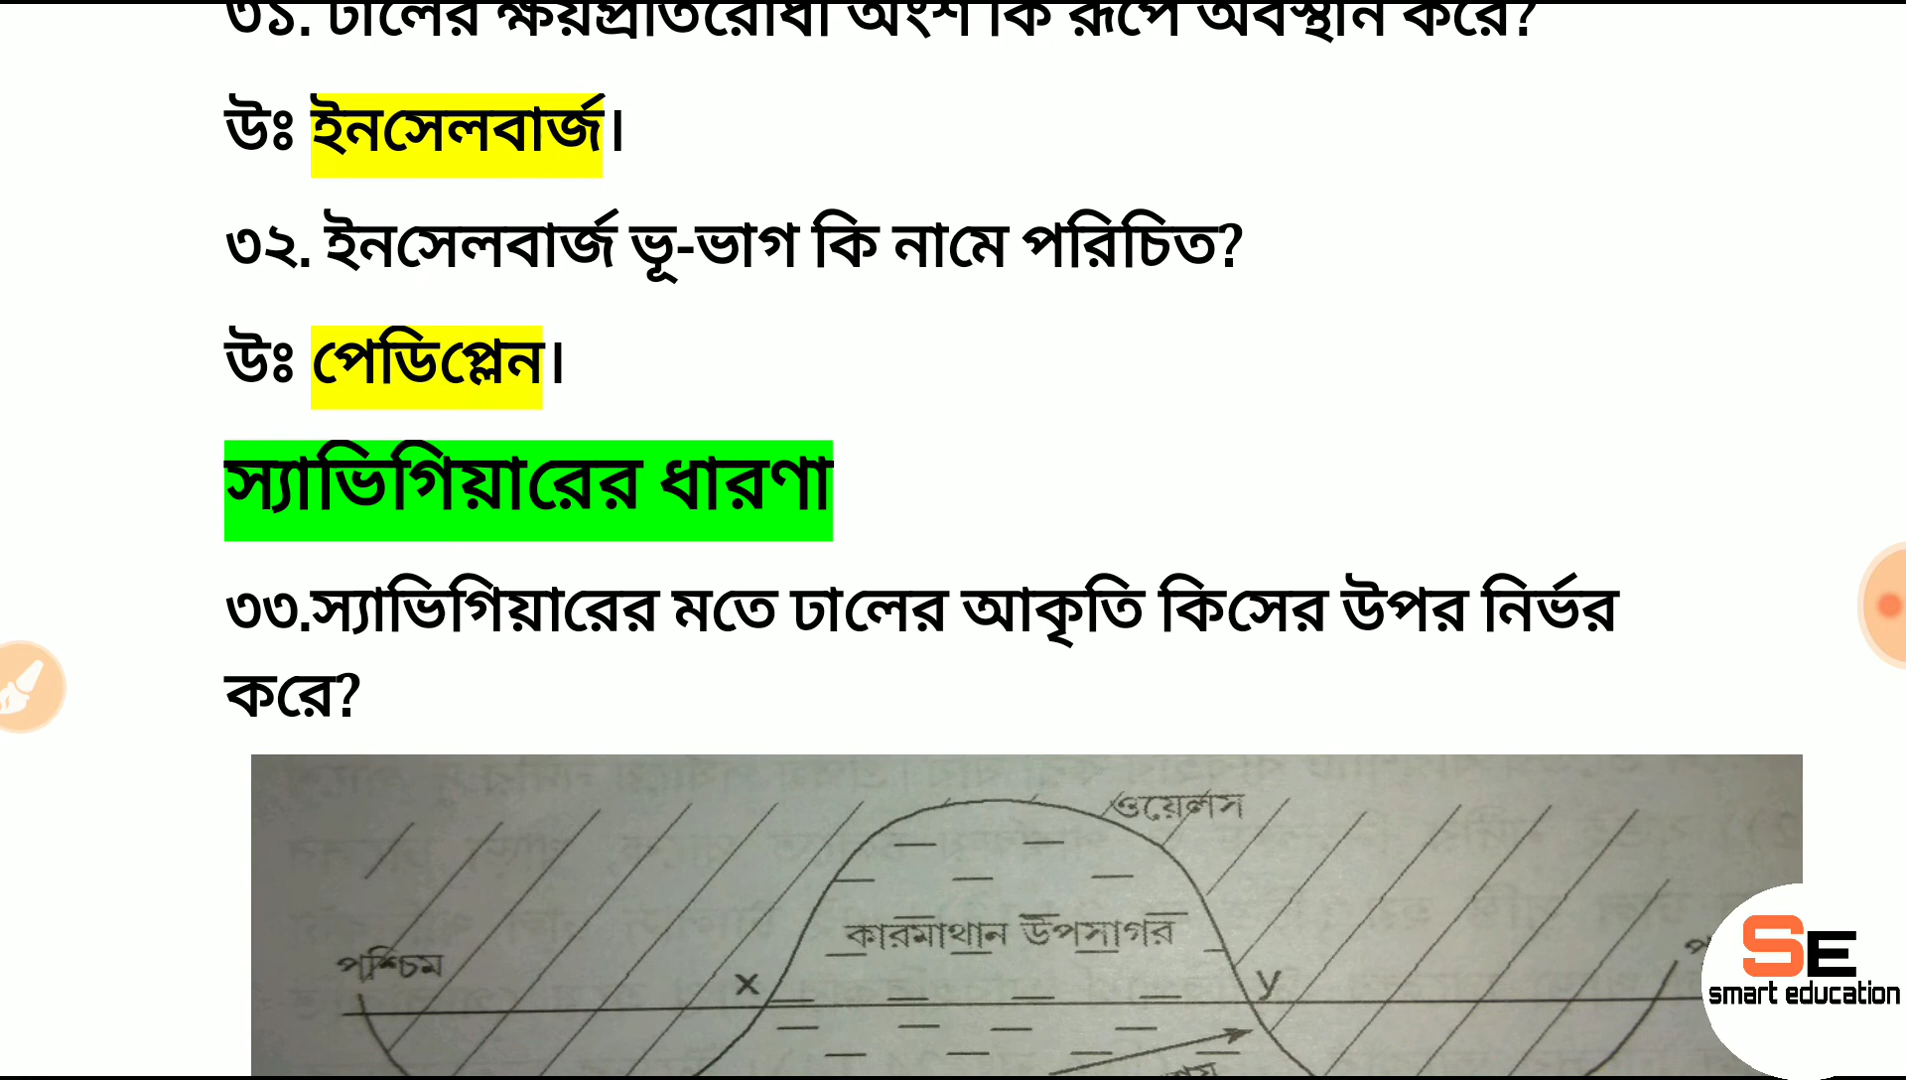 ৩১. ঢালের ক্ষয়প্রতিরোধী অংশ কি রূপে অবস্থান করে?
উঃ ইনসেলবার্জ।
৩২. ইনসেলবার্জ ভূ-ভাগ কি নামে পরিচিত?
উঃ পেডিপ্লেন।
স্যাভিগিয়ারের ধারণা
৩৩.স্যাভিগিয়ারের মতে ঢালের আকৃতি কিসের উপর নির্ভর
করে?
ওয়েলস
কারমাথান উপসাগর
পশ্চিম
x y
SE
smart education